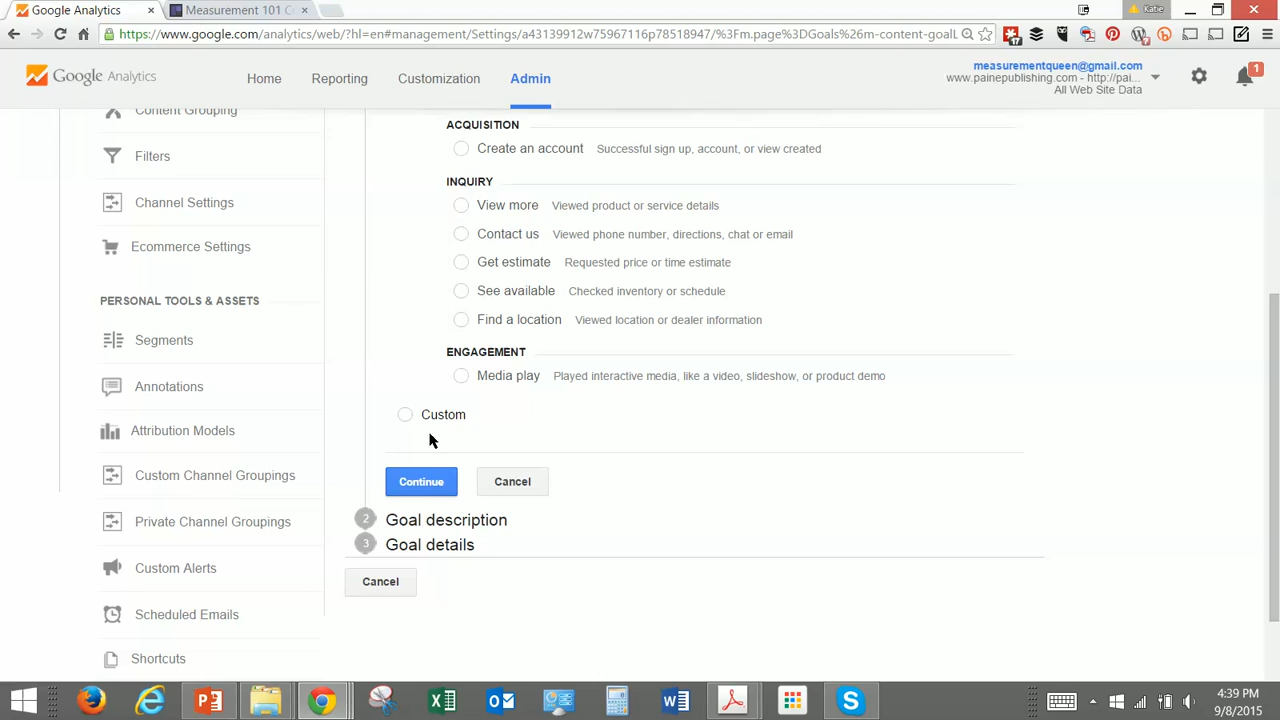 Google Analytics
Measurement 101 C
Katie
https://www.google.com/analytics/web/?hl=en#management/Settings/a43139912w75967116p78518947/%3Fm.page%3DGoals%26m-content-goalL
17
7
Google Analytics
Home
Reporting
Customization
Admin
measurementqueen@gmail.com
www.painepublishing.com - http://pai...
All Web Site Data
1
Content Grouping
Filters
Channel Settings
Ecommerce Settings
PERSONAL TOOLS & ASSETS
Segments
Annotations
Attribution Models
Custom Channel Groupings
Private Channel Groupings
Custom Alerts
Scheduled Emails
Shortcuts
ACQUISITION
Create an account Successful sign up, account, or view created
INQUIRY
View more Viewed product or service details
Contact us Viewed phone number, directions, chat or email
Get estimate Requested price or time estimate
See available Checked inventory or schedule
Find a location Viewed location or dealer information
ENGAGEMENT
Media play Played interactive media, like a video, slideshow, or product demo
Custom
Continue Cancel
2 Goal description
3 Goal details
Cancel
4:39 PM
9/8/2015